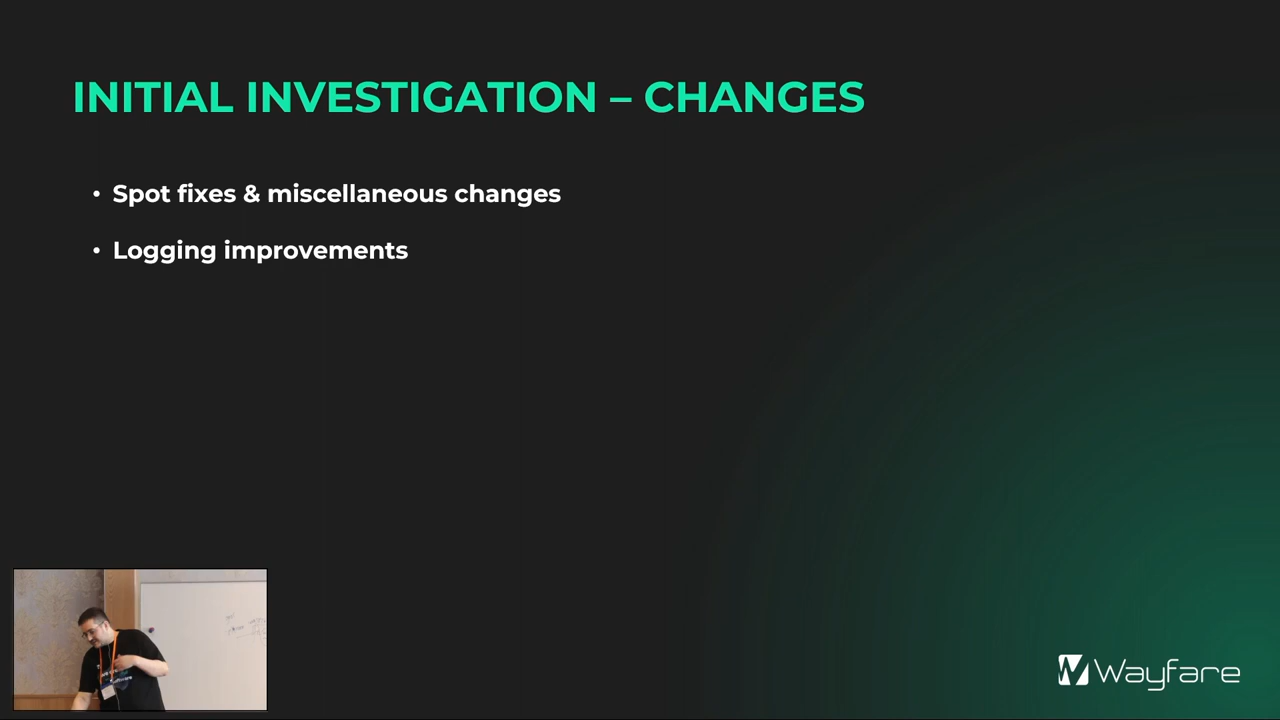 INITIAL INVESTIGATION – CHANGES
• Spot fixes & miscellaneous changes
• Logging improvements
Wayfare